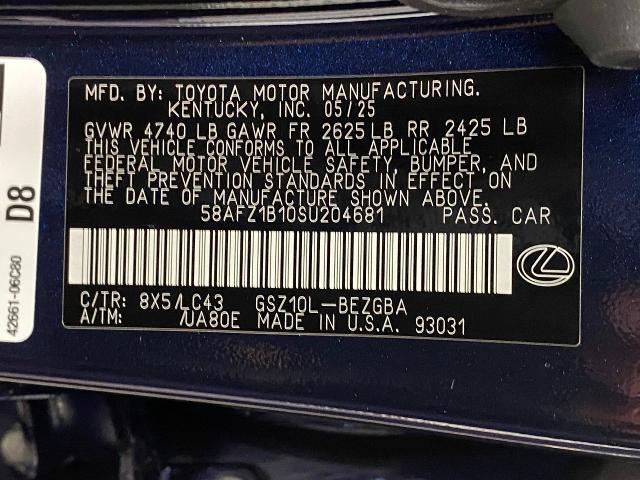 MFD. BY: TOYOTA MOTOR MANUFACTURING.
KENTUCKY, INC. 05/25
GVWR 4740 LB GAWR FR 2625 LB RR 2425 LB
THIS VEHICLE CONFORMS TO ALL APPLICABLE
FEDERAL MOTOR VEHICLE SAFETY, BUMPER, AND
THEFT PREVENTION STANDARDS IN EFFECT ON
THE DATE OF MANUFACTURE SHOWN ABOVE.
58AFZ1B10SU204681 PASS. CAR
C/TR: 8X5/LC43 GSZ10L-BEZGBA
A/TM: /UA80E MADE IN U.S.A. 93031
D8
42661-06C80